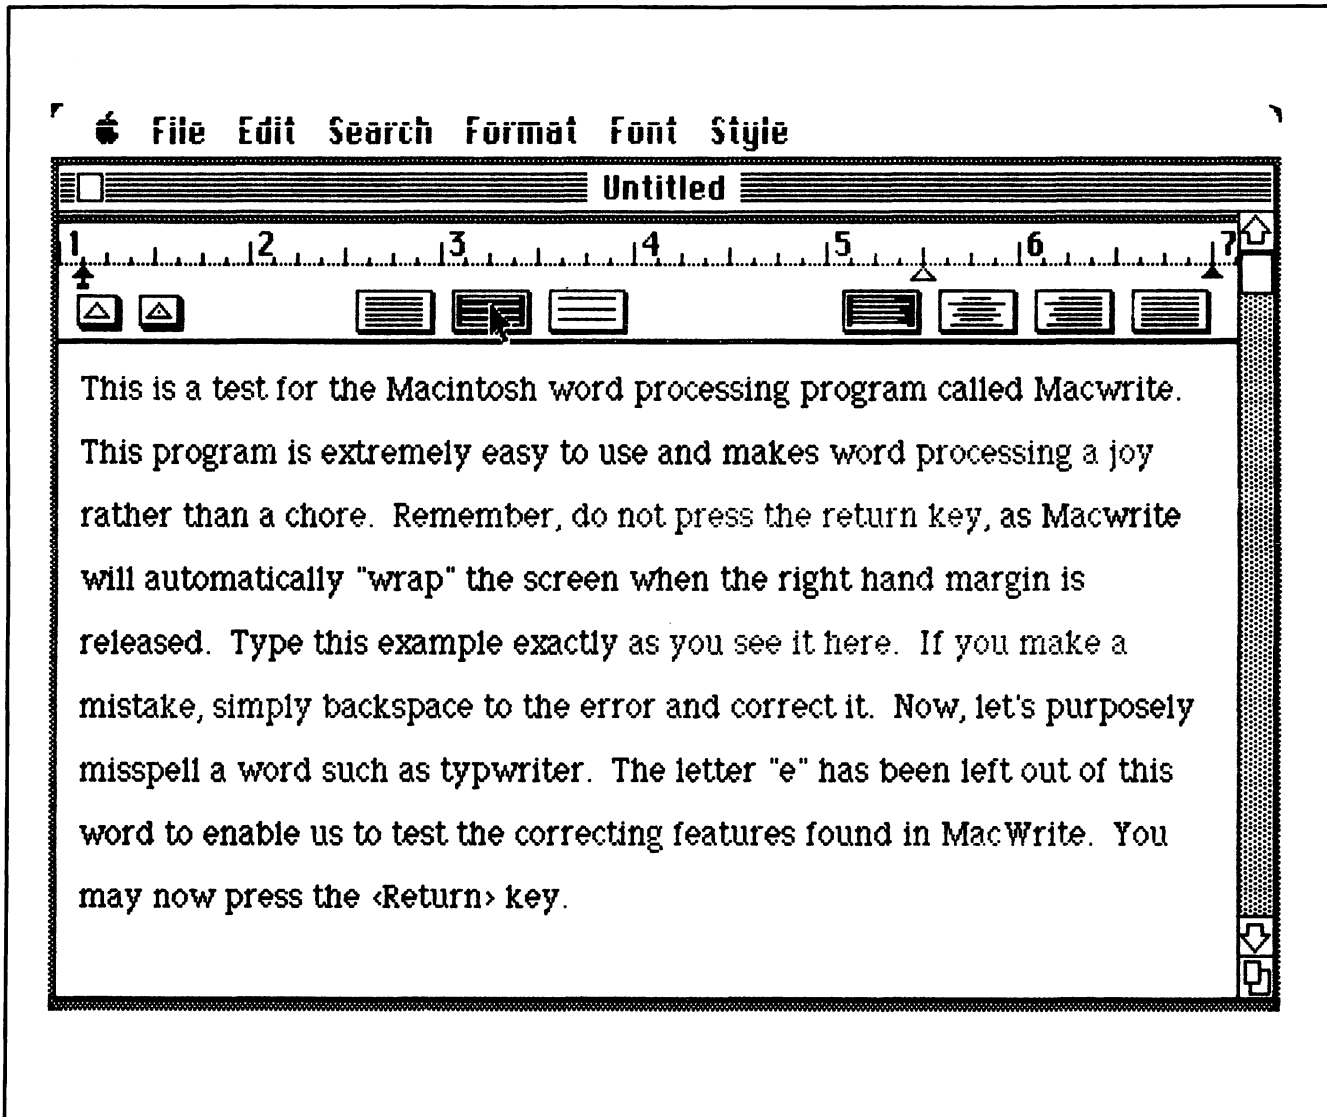 File Edit Search Format Font Style
Untitled
1 2 3 4 5 6 7
This is a test for the Macintosh word processing program called Macwrite.
This program is extremely easy to use and makes word processing a joy
rather than a chore.  Remember, do not press the return key, as Macwrite
will automatically "wrap" the screen when the right hand margin is
released.  Type this example exactly as you see it here.  If you make a
mistake, simply backspace to the error and correct it.  Now, let's purposely
misspell a word such as typwriter.  The letter "e" has been left out of this
word to enable us to test the correcting features found in MacWrite.  You
may now press the <Return> key.